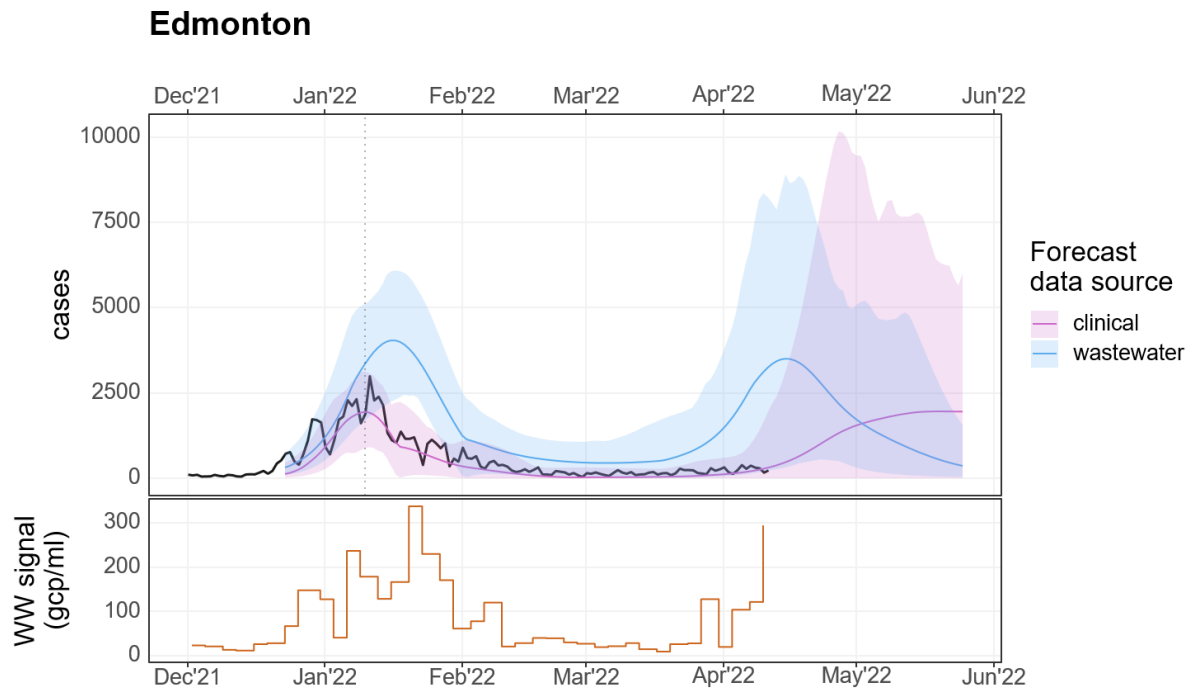 Edmonton
Dec'21 Jan'22 Feb'22 Mar'22 Apr'22 May'22 Jun'22
10000
7500
5000
2500
0
cases
Forecast
data source
clinical
wastewater
300
200
100
0
WW signal
(gcp/ml)
Dec'21 Jan'22 Feb'22 Mar'22 Apr'22 May'22 Jun'22